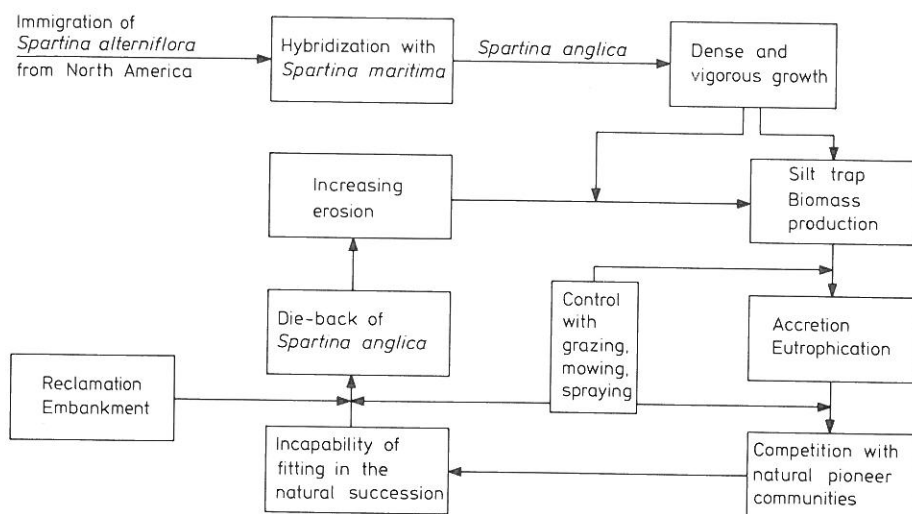 Immigration of
Spartina alterniflora
from North America
Hybridization with
Spartina maritima
Spartina anglica
Dense and
vigorous growth
Increasing
erosion
Silt trap
Biomass
production
Die-back of
Spartina anglica
Control
with
grazing,
mowing,
spraying
Accretion
Eutrophication
Reclamation
Embankment
Incapability of
fitting in the
natural succession
Competition with
natural pioneer
communities